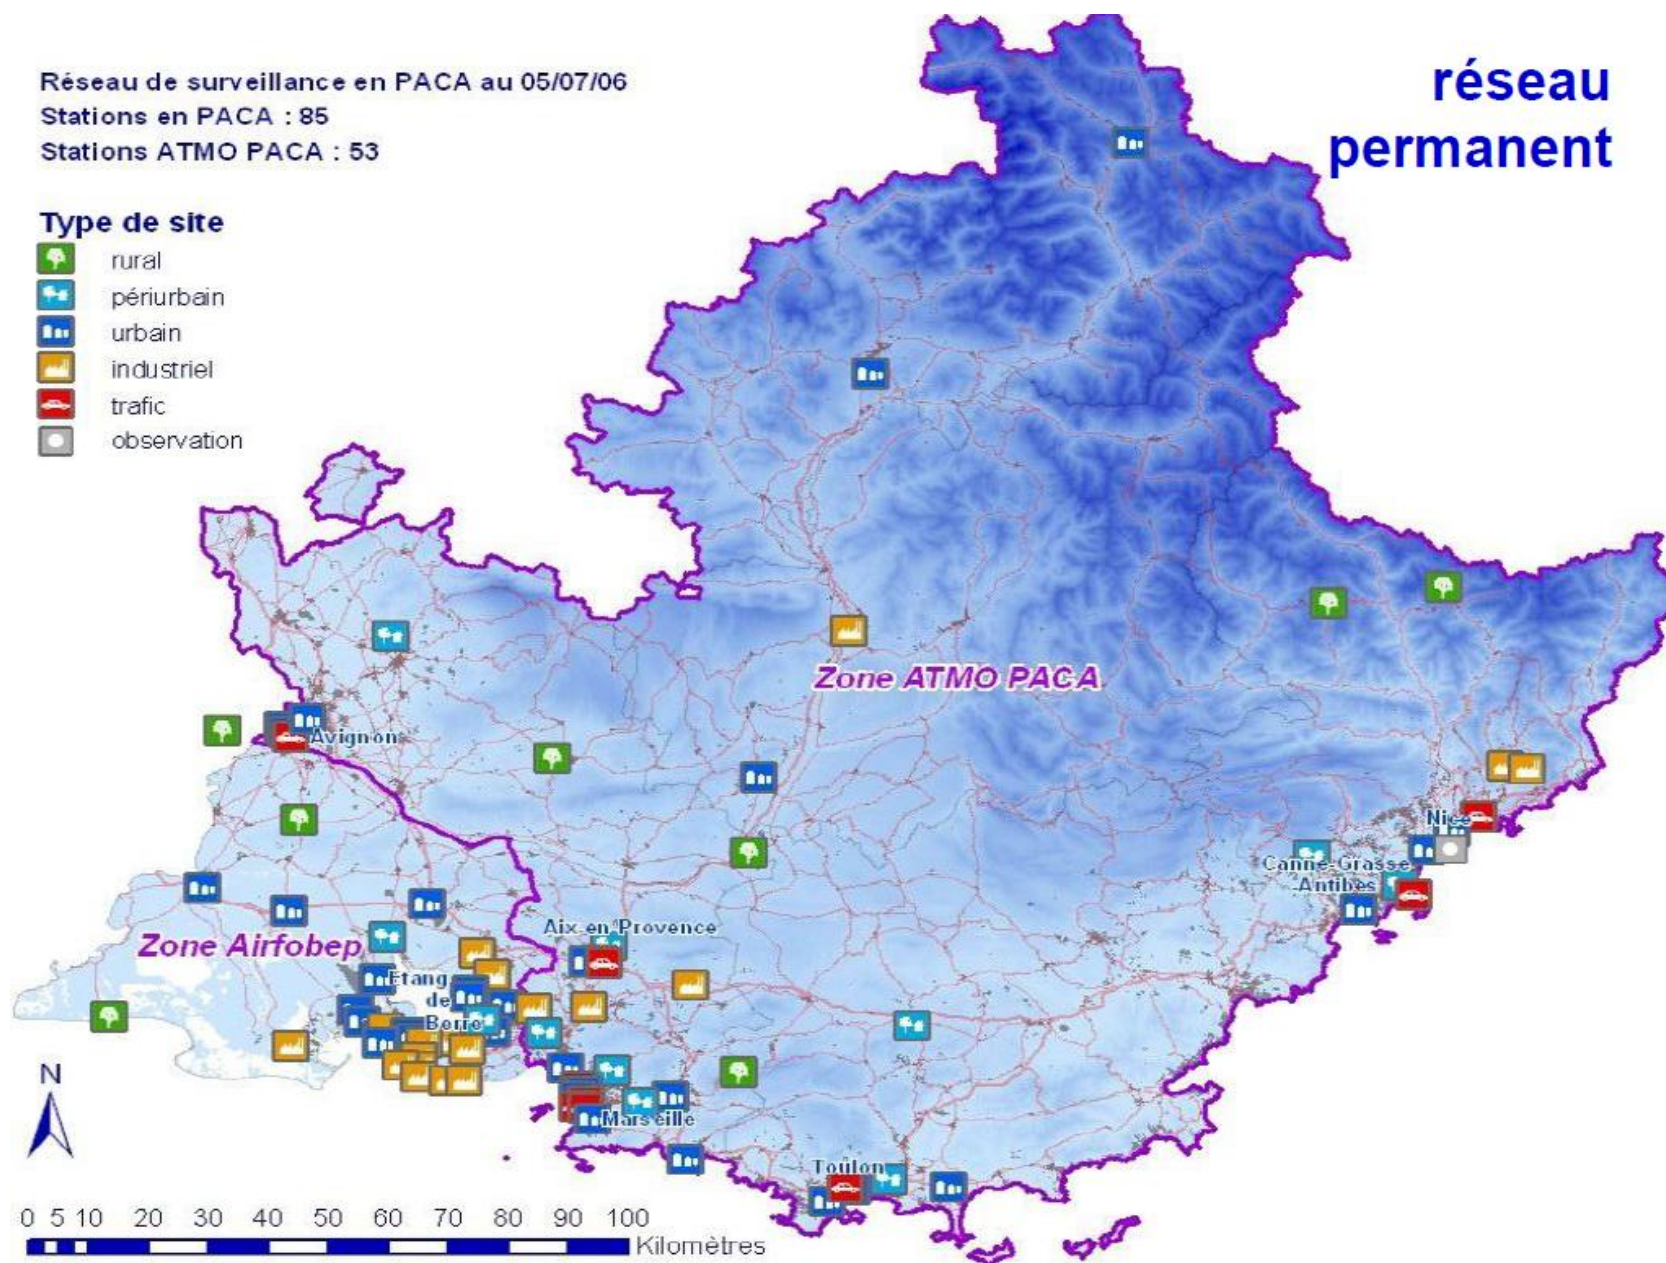 Réseau de surveillance en PACA au 05/07/06
Stations en PACA : 85
Stations ATMO PACA : 53
réseau
permanent
Type de site
rural
périurbain
urbain
industriel
trafic
observation
Zone ATMO PACA
Avignon
Nice
Canne-Grasse
-Antibes
Aix-en-Provence
Zone Airfobep
Etang
de
Berre
Marseille
Toulon
N
0 5 10 20 30 40 50 60 70 80 90 100
Kilomètres